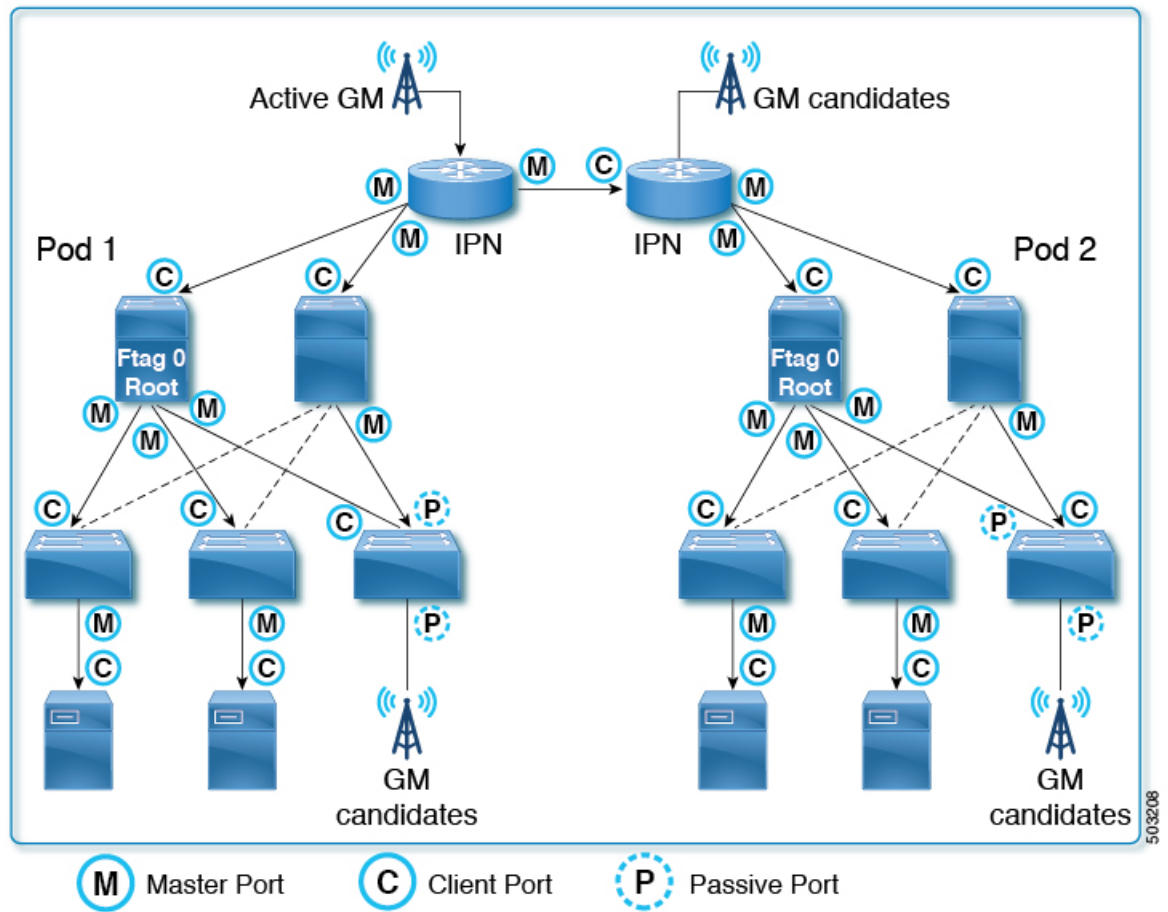 Active GM
GM candidates
M
C
M
M
M
M
IPN
IPN
Pod 1
Pod 2
C
C
C
C
Ftag 0
Root
Ftag 0
Root
M
M
M
M
M
M
M
M
C
C
C
P
C
C
P
C
M
M
P
M
M
P
C
C
C
C
GM
candidates
GM
candidates
503208
M Master Port
C Client Port
P Passive Port